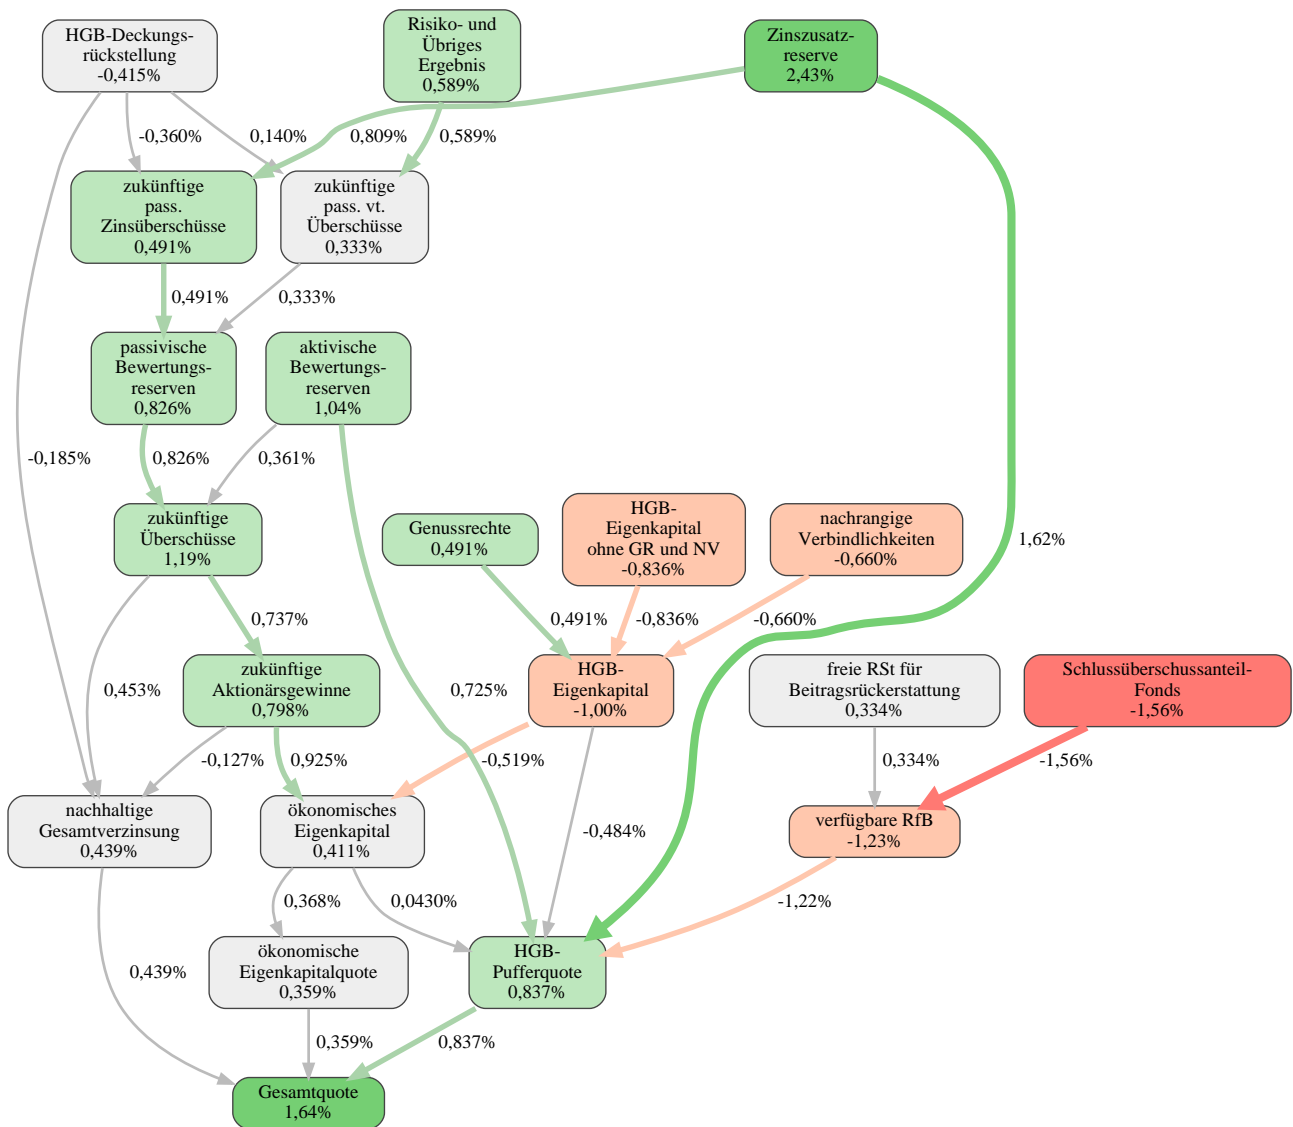 HGB-Deckungs-
rückstellung
-0,415%
Risiko- und
Übriges
Ergebnis
0,589%
Zinszusatz-
reserve
2,43%
-0,360%
0,140%
0,809%
0,589%
zukünftige
pass.
Zinsüberschüsse
0,491%
zukünftige
pass. vt.
Überschüsse
0,333%
0,491%
0,333%
passivische
Bewertungs-
reserven
0,826%
aktivische
Bewertungs-
reserven
1,04%
-0,185%
0,826%
0,361%
zukünftige
Überschüsse
1,19%
Genussrechte
0,491%
HGB-
Eigenkapital
ohne GR und NV
-0,836%
nachrangige
Verbindlichkeiten
-0,660%
1,62%
0,737%
0,491%
-0,836%
-0,660%
zukünftige
Aktionärsgewinne
0,798%
HGB-
Eigenkapital
-1,00%
freie RSt für
Beitragsrückerstattung
0,334%
Schlussüberschussanteil-
Fonds
-1,56%
0,453%
0,725%
-0,127%
0,925%
-0,519%
0,334%
-1,56%
nachhaltige
Gesamtverzinsung
0,439%
ökonomisches
Eigenkapital
0,411%
-0,484%
verfügbare RfB
-1,23%
0,368%
0,0430%
-1,22%
ökonomische
Eigenkapitalquote
0,359%
HGB-
Pufferquote
0,837%
0,439%
0,359%
0,837%
Gesamtquote
1,64%